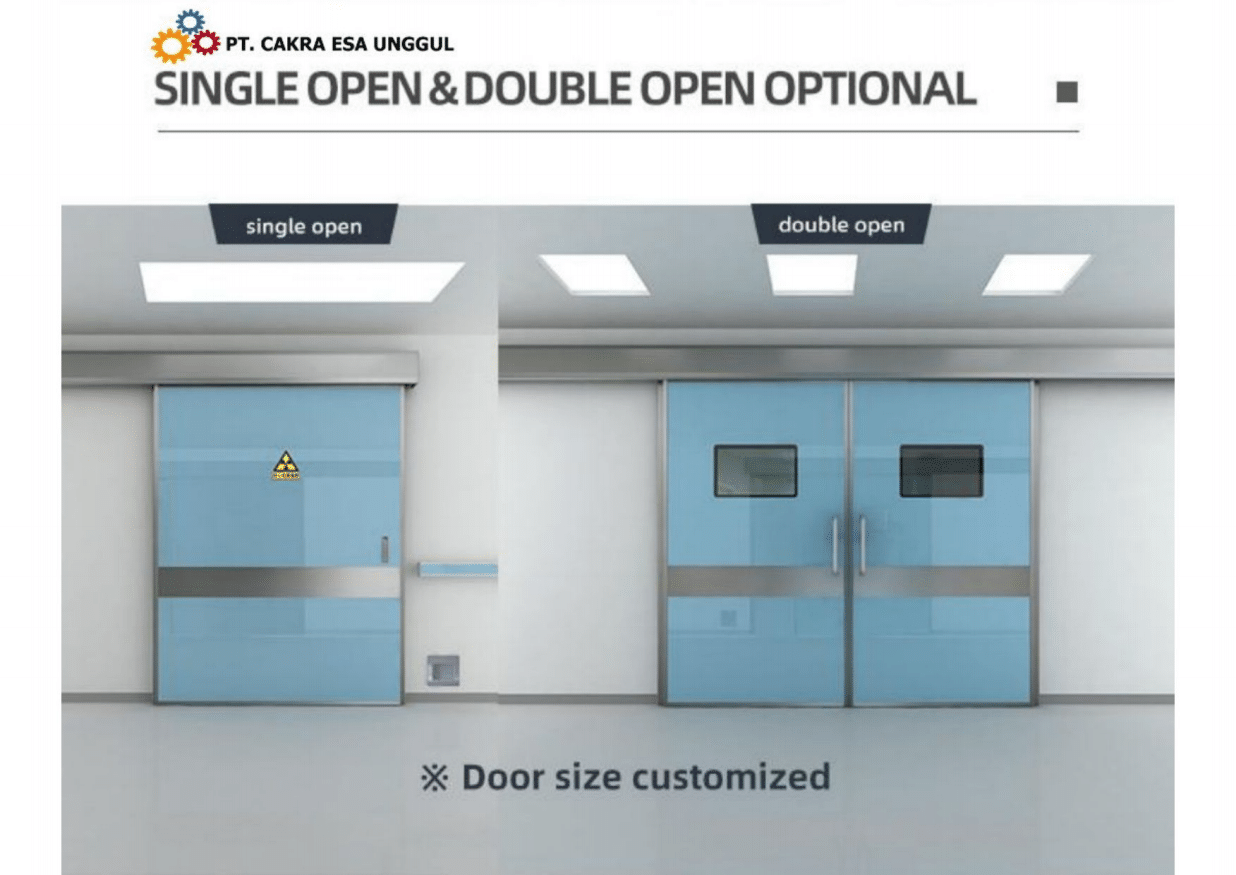 PT. CAKRA ESA UNGGUL
SINGLE OPEN & DOUBLE OPEN OPTIONAL
single open
double open
※ Door size customized